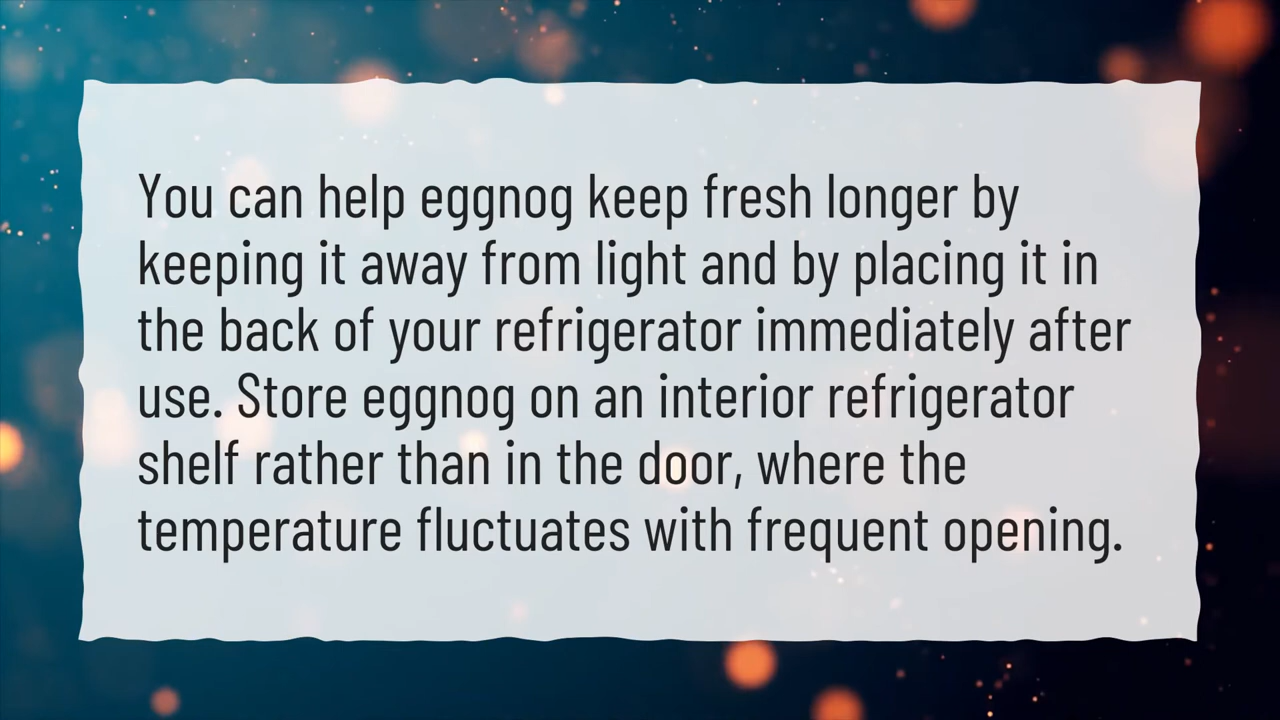 You can help eggnog keep fresh longer by
keeping it away from light and by placing it in
the back of your refrigerator immediately after
use. Store eggnog on an interior refrigerator
shelf rather than in the door, where the
temperature fluctuates with frequent opening.